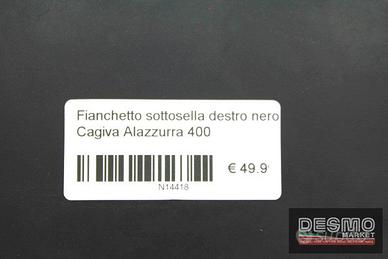 Fianchetto sottosella destro nero
Cagiva Alazzurra 400
€ 49.9
N14418
DESMO
MARKET